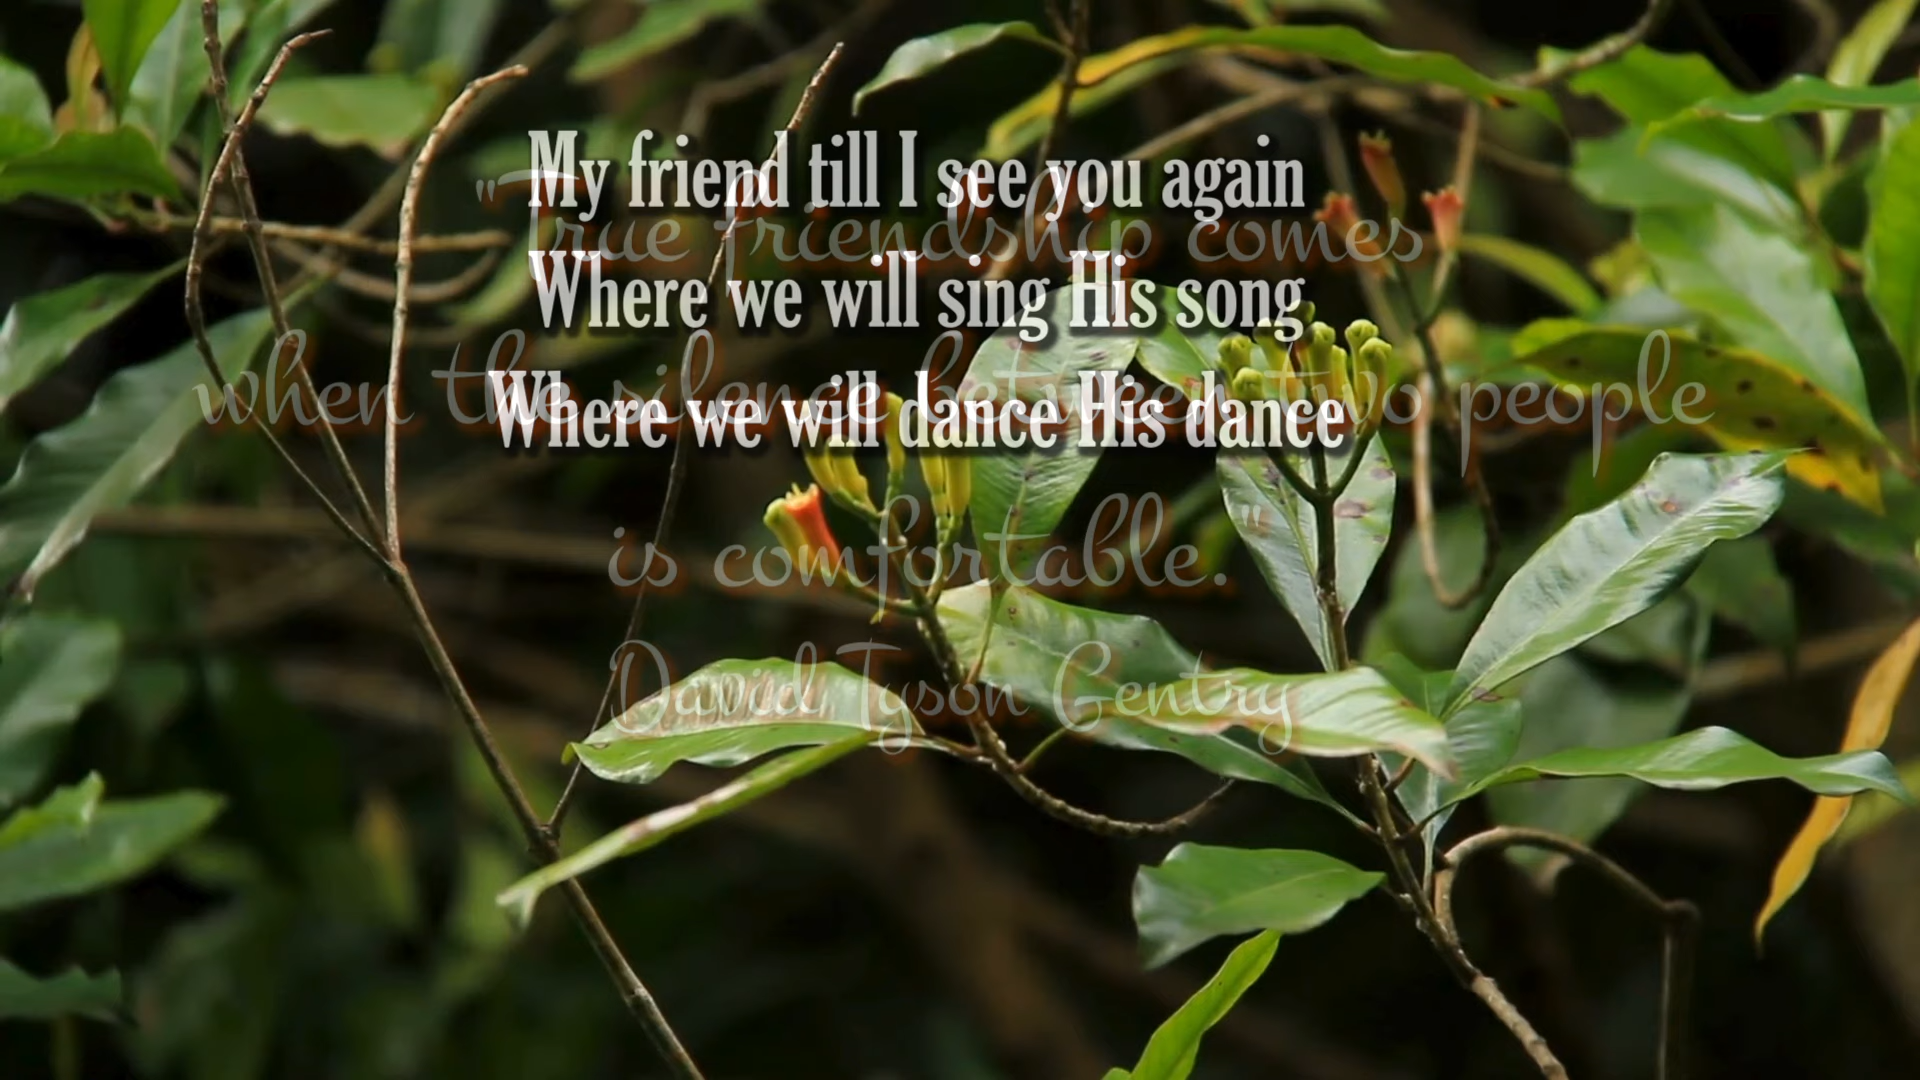 My friend till I see you again
Where we will sing His song
Where we will dance His dance
"True friendship comes
when the silence between two people
is comfortable."
David Tyson Gentry